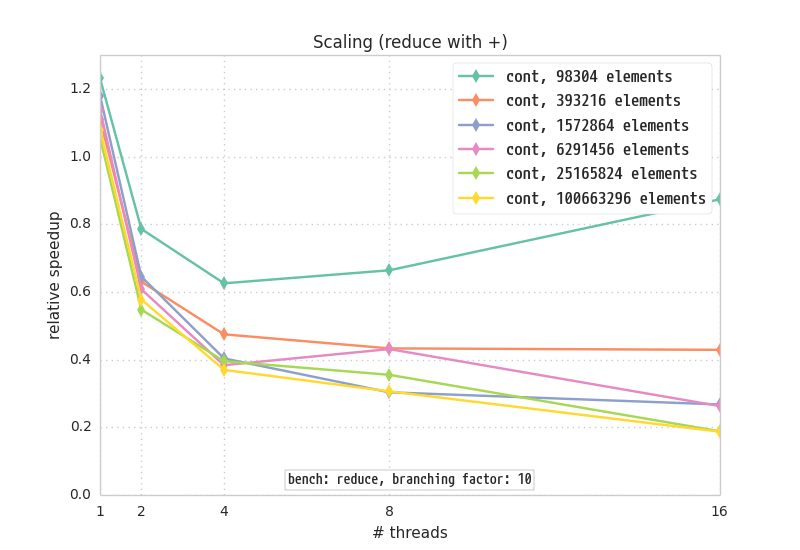 Scaling (reduce with +)
cont, 98304 elements
cont, 393216 elements
cont, 1572864 elements
cont, 6291456 elements
cont, 25165824 elements
cont, 100663296 elements
relative speedup
1.2
1.0
0.8
0.6
0.4
0.2
0.0
bench: reduce, branching factor: 10
1 2 4 8 16
# threads